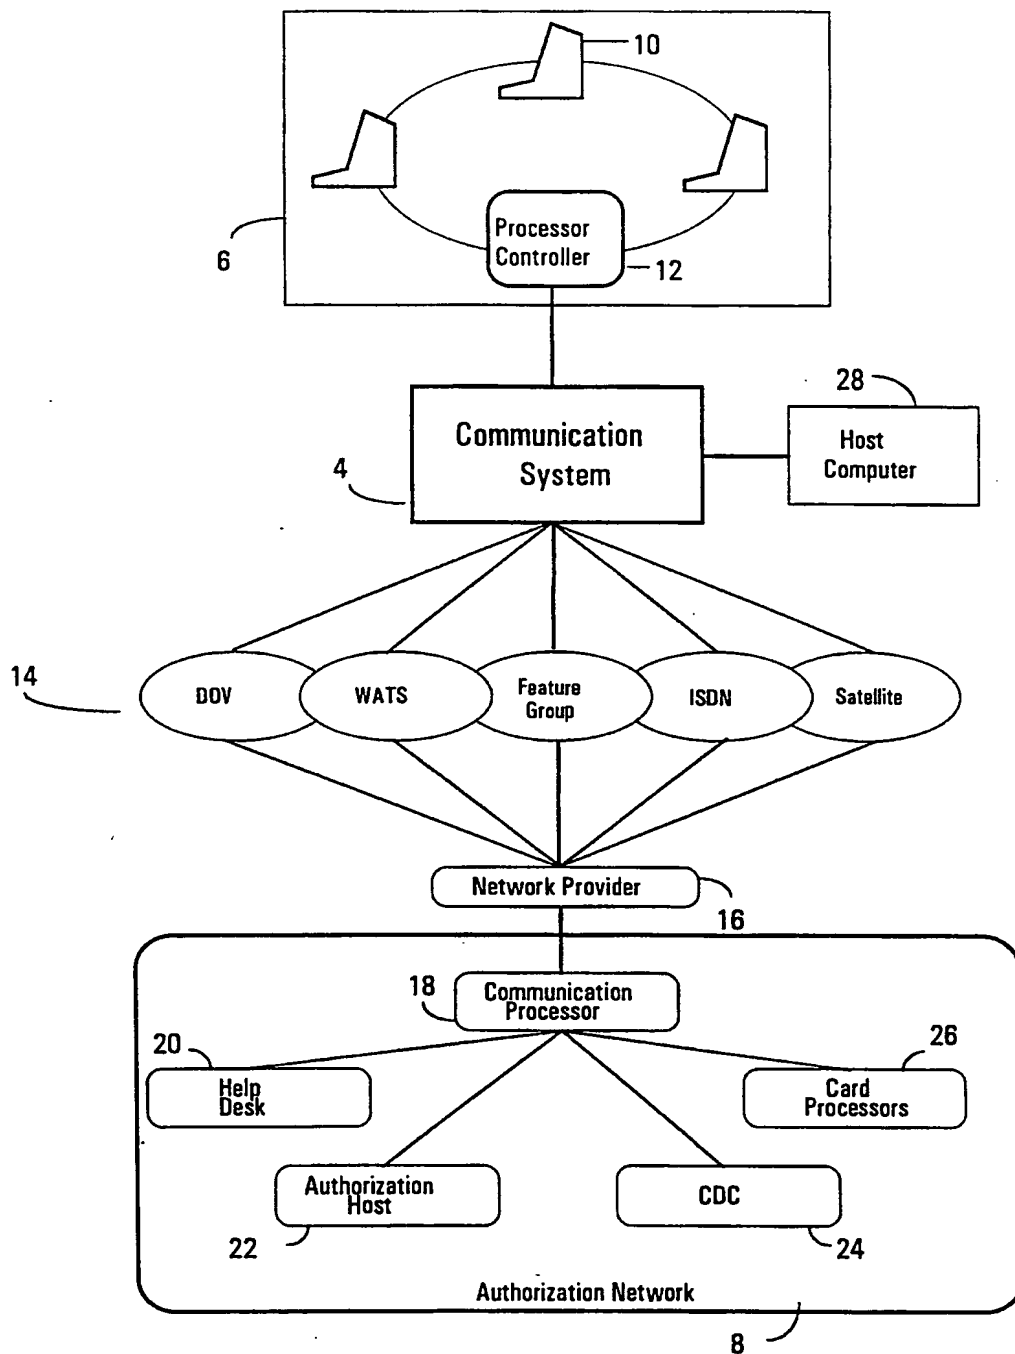 10
Processor
Controller
6
12
28
Communication
System
Host
Computer
4
14
DOV
WATS
Feature
Group
ISDN
Satellite
Network Provider
16
18
Communication
Processor
20
26
Help
Desk
Card
Processors
Authorization
Host
CDC
22
24
Authorization Network
8